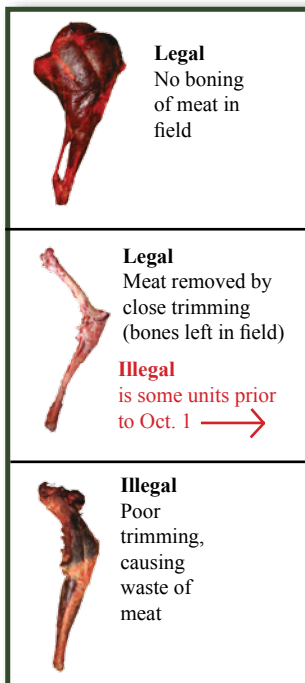 Legal
No boning
of meat in
field
Legal
Meat removed by
close trimming
(bones left in field)
Illegal
is some units prior
to Oct. 1
Illegal
Poor
trimming,
causing
waste of
meat